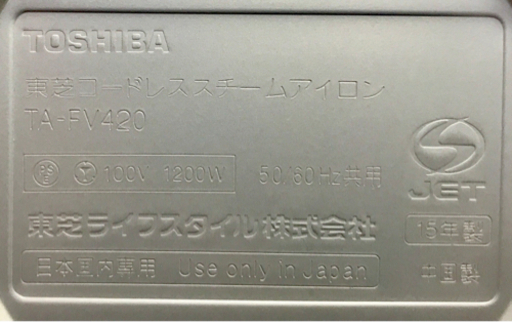 TOSHIBA
東芝コードレススチームアイロン
TA-FV420
PS E 100V 1200W 50/60Hz共用
JET
東芝ライフスタイル株式会社
15年製
日本国内専用 Use only in Japan
中国製